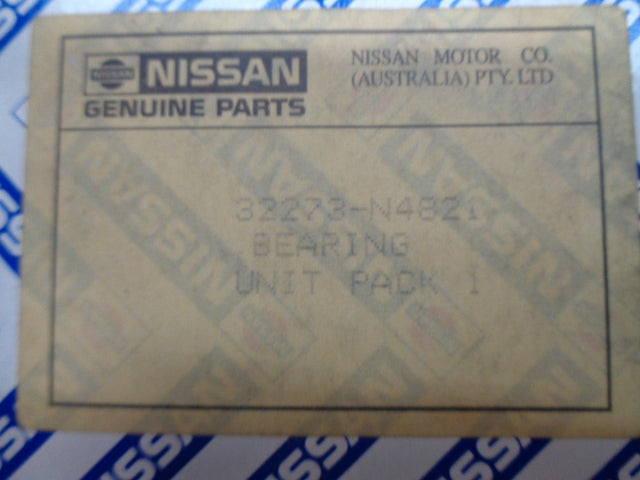 NISSAN
GENUINE PARTS
NISSAN MOTOR CO.
(AUSTRALIA) PTY. LTD
32273-N4821
BEARING
UNIT PACK 1